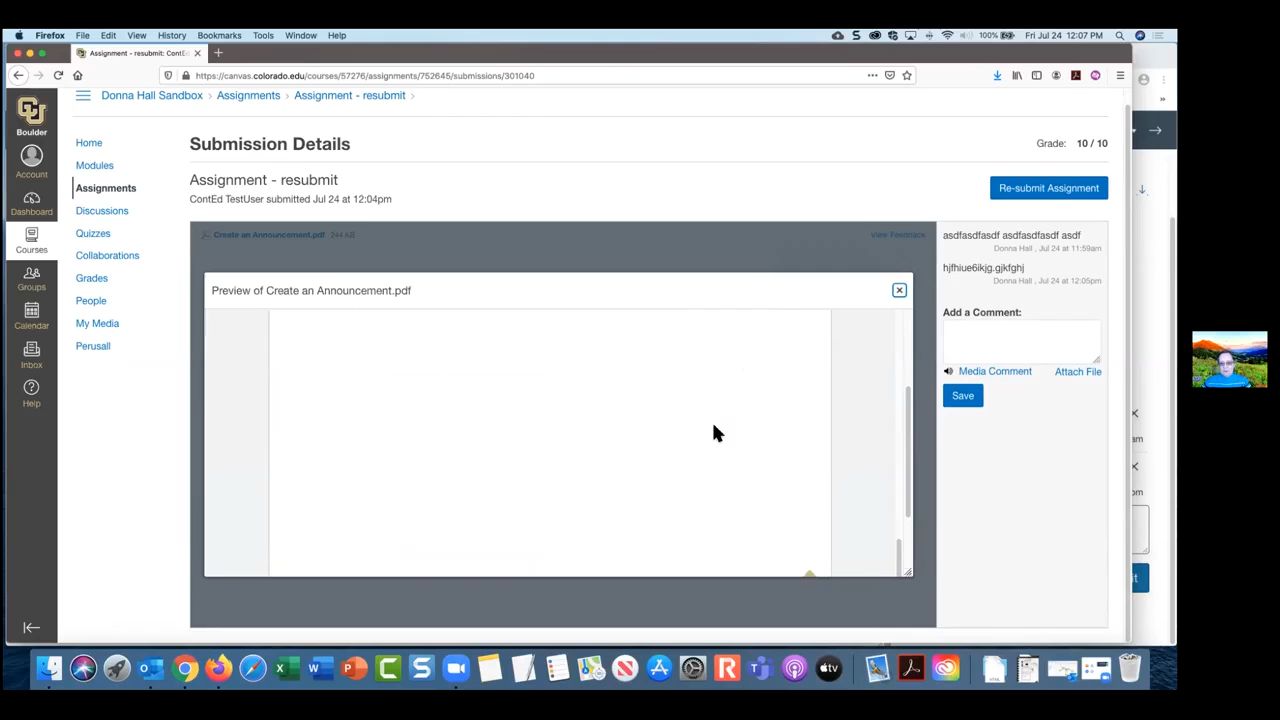 Firefox File Edit View History Bookmarks Tools Window Help 100% Fri Jul 24 12:07 PM
Assignment - resubmit: ContEd
https://canvas.colorado.edu/courses/57276/assignments/752645/submissions/301040
Donna Hall Sandbox > Assignments > Assignment - resubmit >
CU
Boulder
Account
Dashboard
Courses
Groups
Calendar
Inbox
Help
Home
Modules
Assignments
Discussions
Quizzes
Collaborations
Grades
People
My Media
Perusall
Submission Details
Grade: 10 / 10
Assignment - resubmit
ContEd TestUser submitted Jul 24 at 12:04pm
Re-submit Assignment
Create an Announcement.pdf 244 KB
View Feedback
Preview of Create an Announcement.pdf
asdfasdfasdf asdfasdfasdf asdf
Donna Hall , Jul 24 at 11:59am
hjfhiue6ikjg.gjkfghj
Donna Hall , Jul 24 at 12:05pm
Add a Comment:
Media Comment
Attach File
Save
am
pm